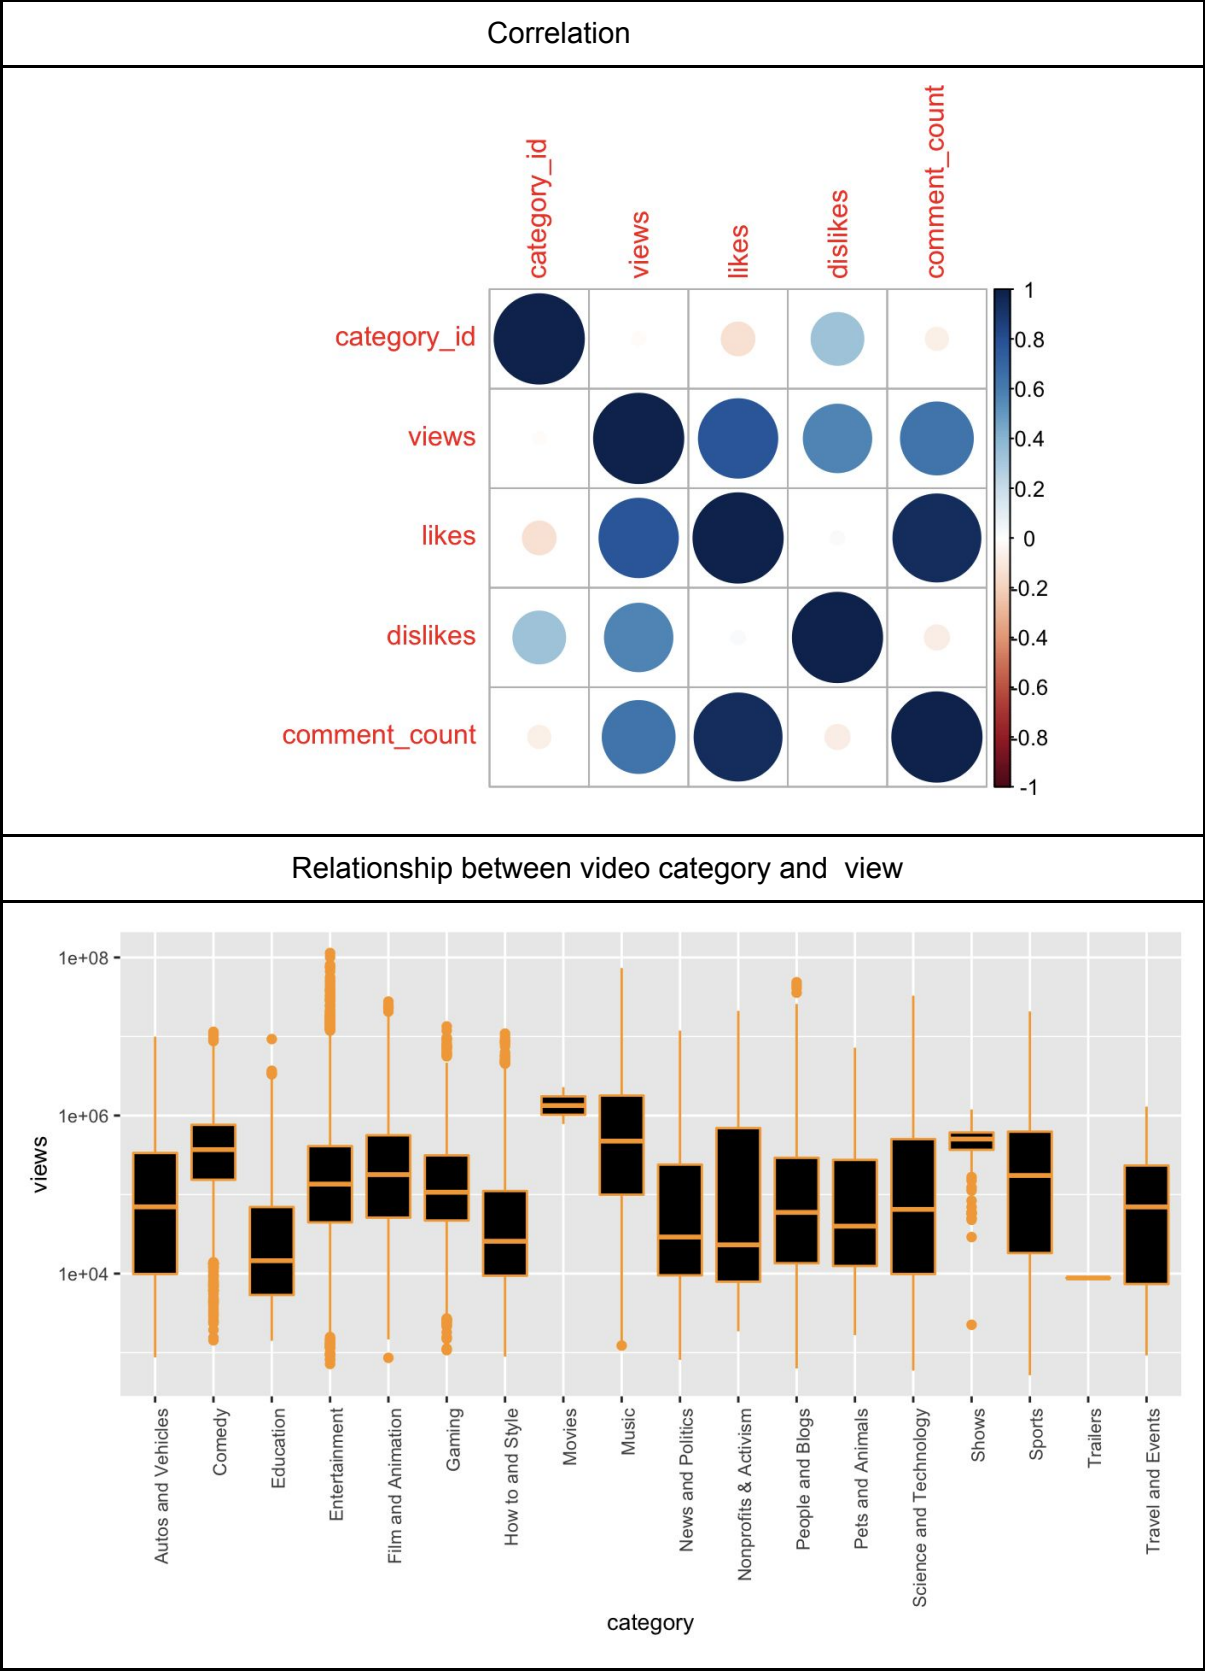 Correlation
category_id
views
likes
dislikes
comment_count
category_id
views
likes
dislikes
comment_count
1
0.8
0.6
0.4
0.2
0
-0.2
-0.4
-0.6
-0.8
-1
Relationship between video category and  view
views
1e+08
1e+06
1e+04
Autos and Vehicles
Comedy
Education
Entertainment
Film and Animation
Gaming
How to and Style
Movies
Music
News and Politics
Nonprofits & Activism
People and Blogs
Pets and Animals
Science and Technology
Shows
Sports
Trailers
Travel and Events
category